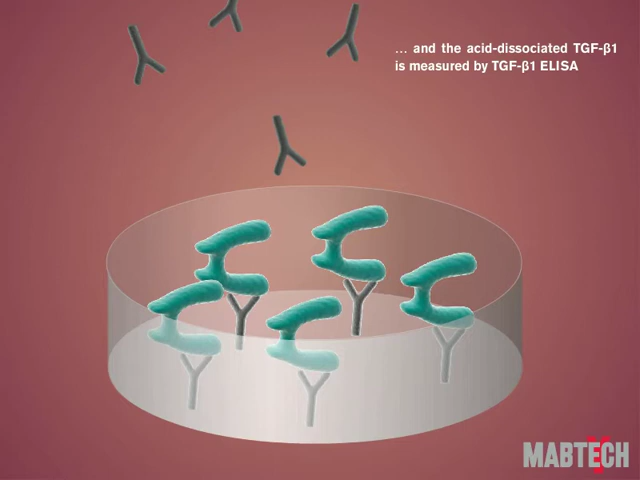 ... and the acid-dissociated TGF-β1
is measured by TGF-β1 ELISA
MABTECH